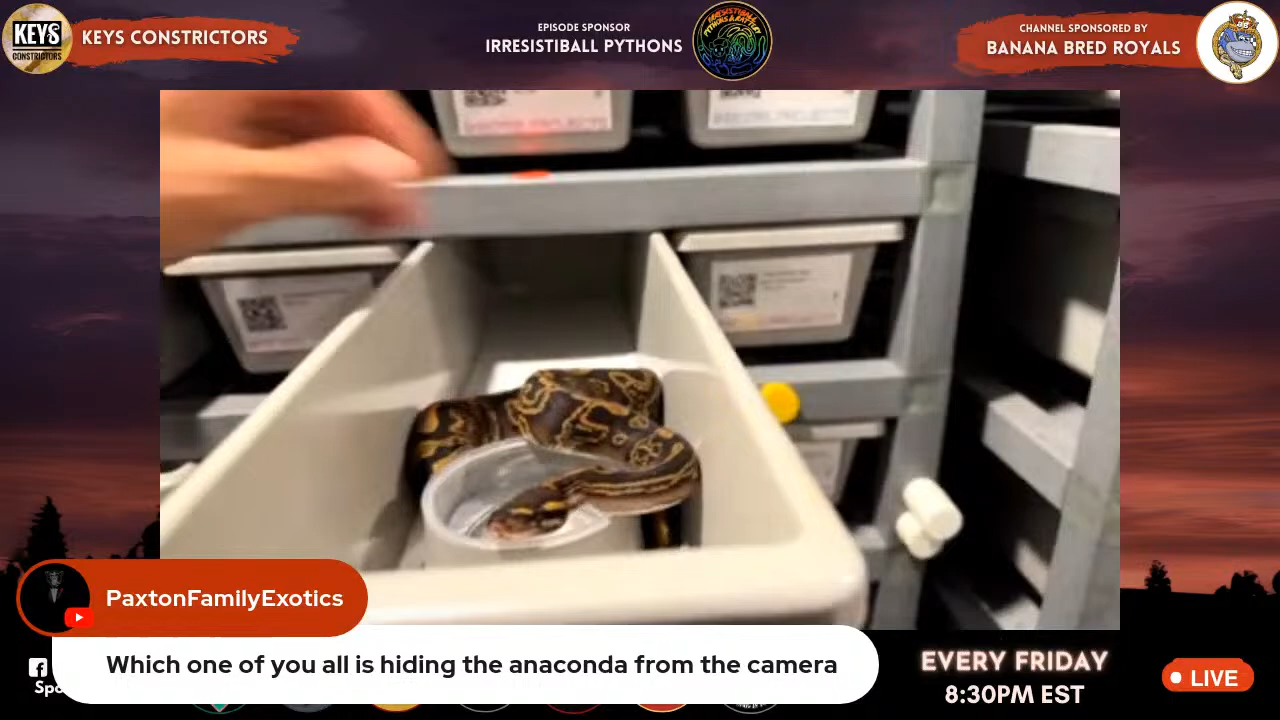 KEYS
CONSTRICTORS
KEYS CONSTRICTORS
EPISODE SPONSOR
IRRESISTIBALL PYTHONS
CHANNEL SPONSORED BY
BANANA BRED ROYALS
PaxtonFamilyExotics
Which one of you all is hiding the anaconda from the camera
Spo
EVERY FRIDAY
8:30PM EST
LIVE